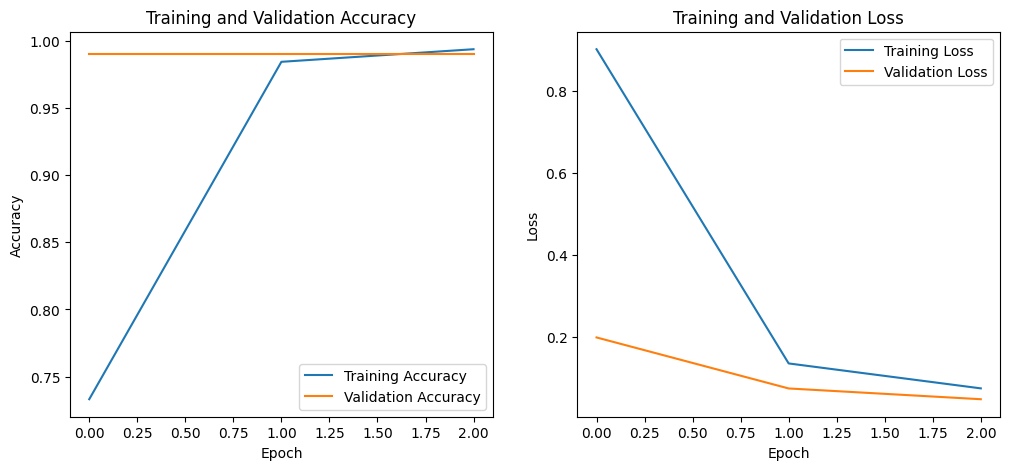 Training and Validation Accuracy
1.00
0.95
0.90
0.85
0.80
0.75
Accuracy
Training Accuracy
Validation Accuracy
0.00 0.25 0.50 0.75 1.00 1.25 1.50 1.75 2.00
Epoch
Training and Validation Loss
0.8
0.6
0.4
0.2
Loss
Training Loss
Validation Loss
0.00 0.25 0.50 0.75 1.00 1.25 1.50 1.75 2.00
Epoch